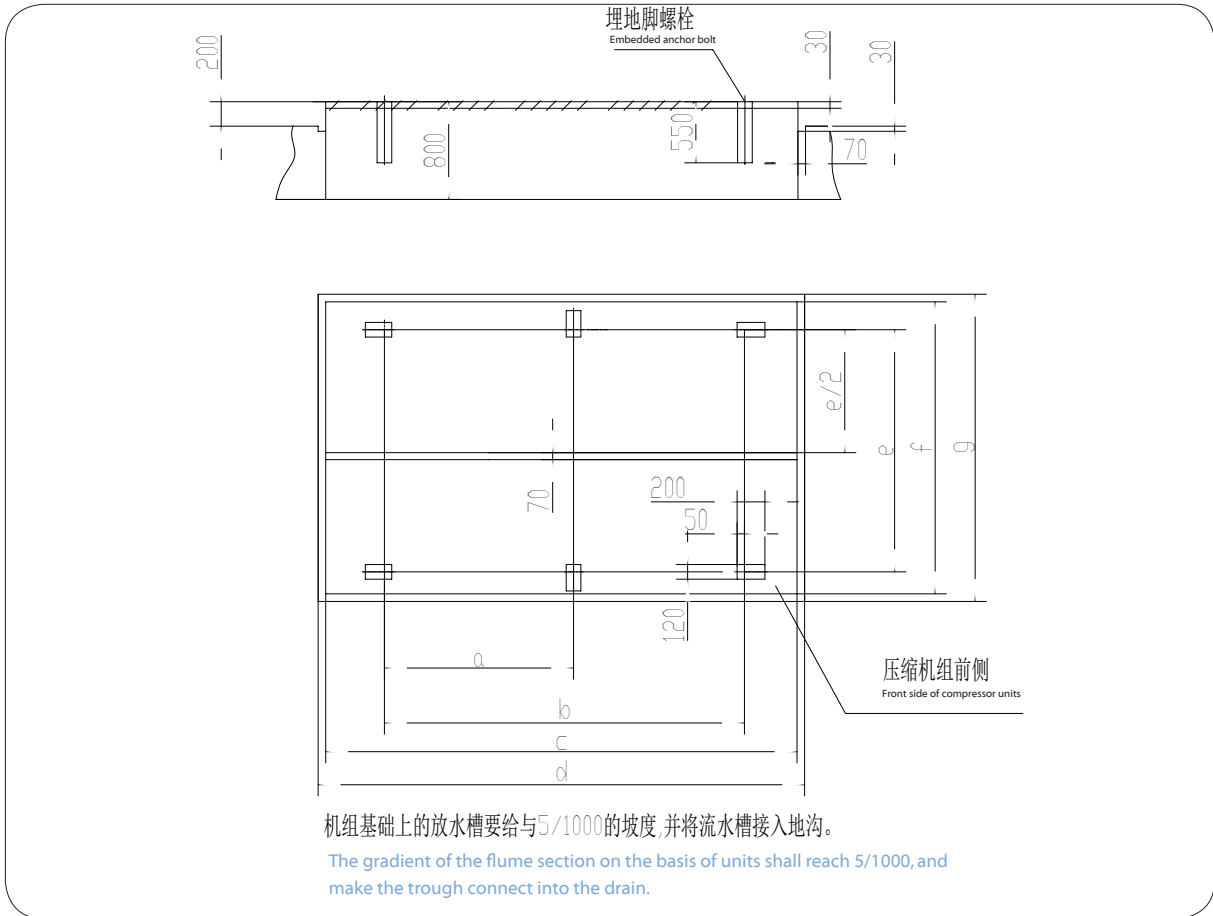 埋地脚螺栓
Embedded anchor bolt
200
30
30
800
550
70
e/2
e
f
g
70
200
50
120
a
b
c
d
压缩机组前侧
Front side of compressor units
机组基础上的放水槽要给与5/1000的坡度,并将流水槽接入地沟。
The gradient of the flume section on the basis of units shall reach 5/1000, and
make the trough connect into the drain.